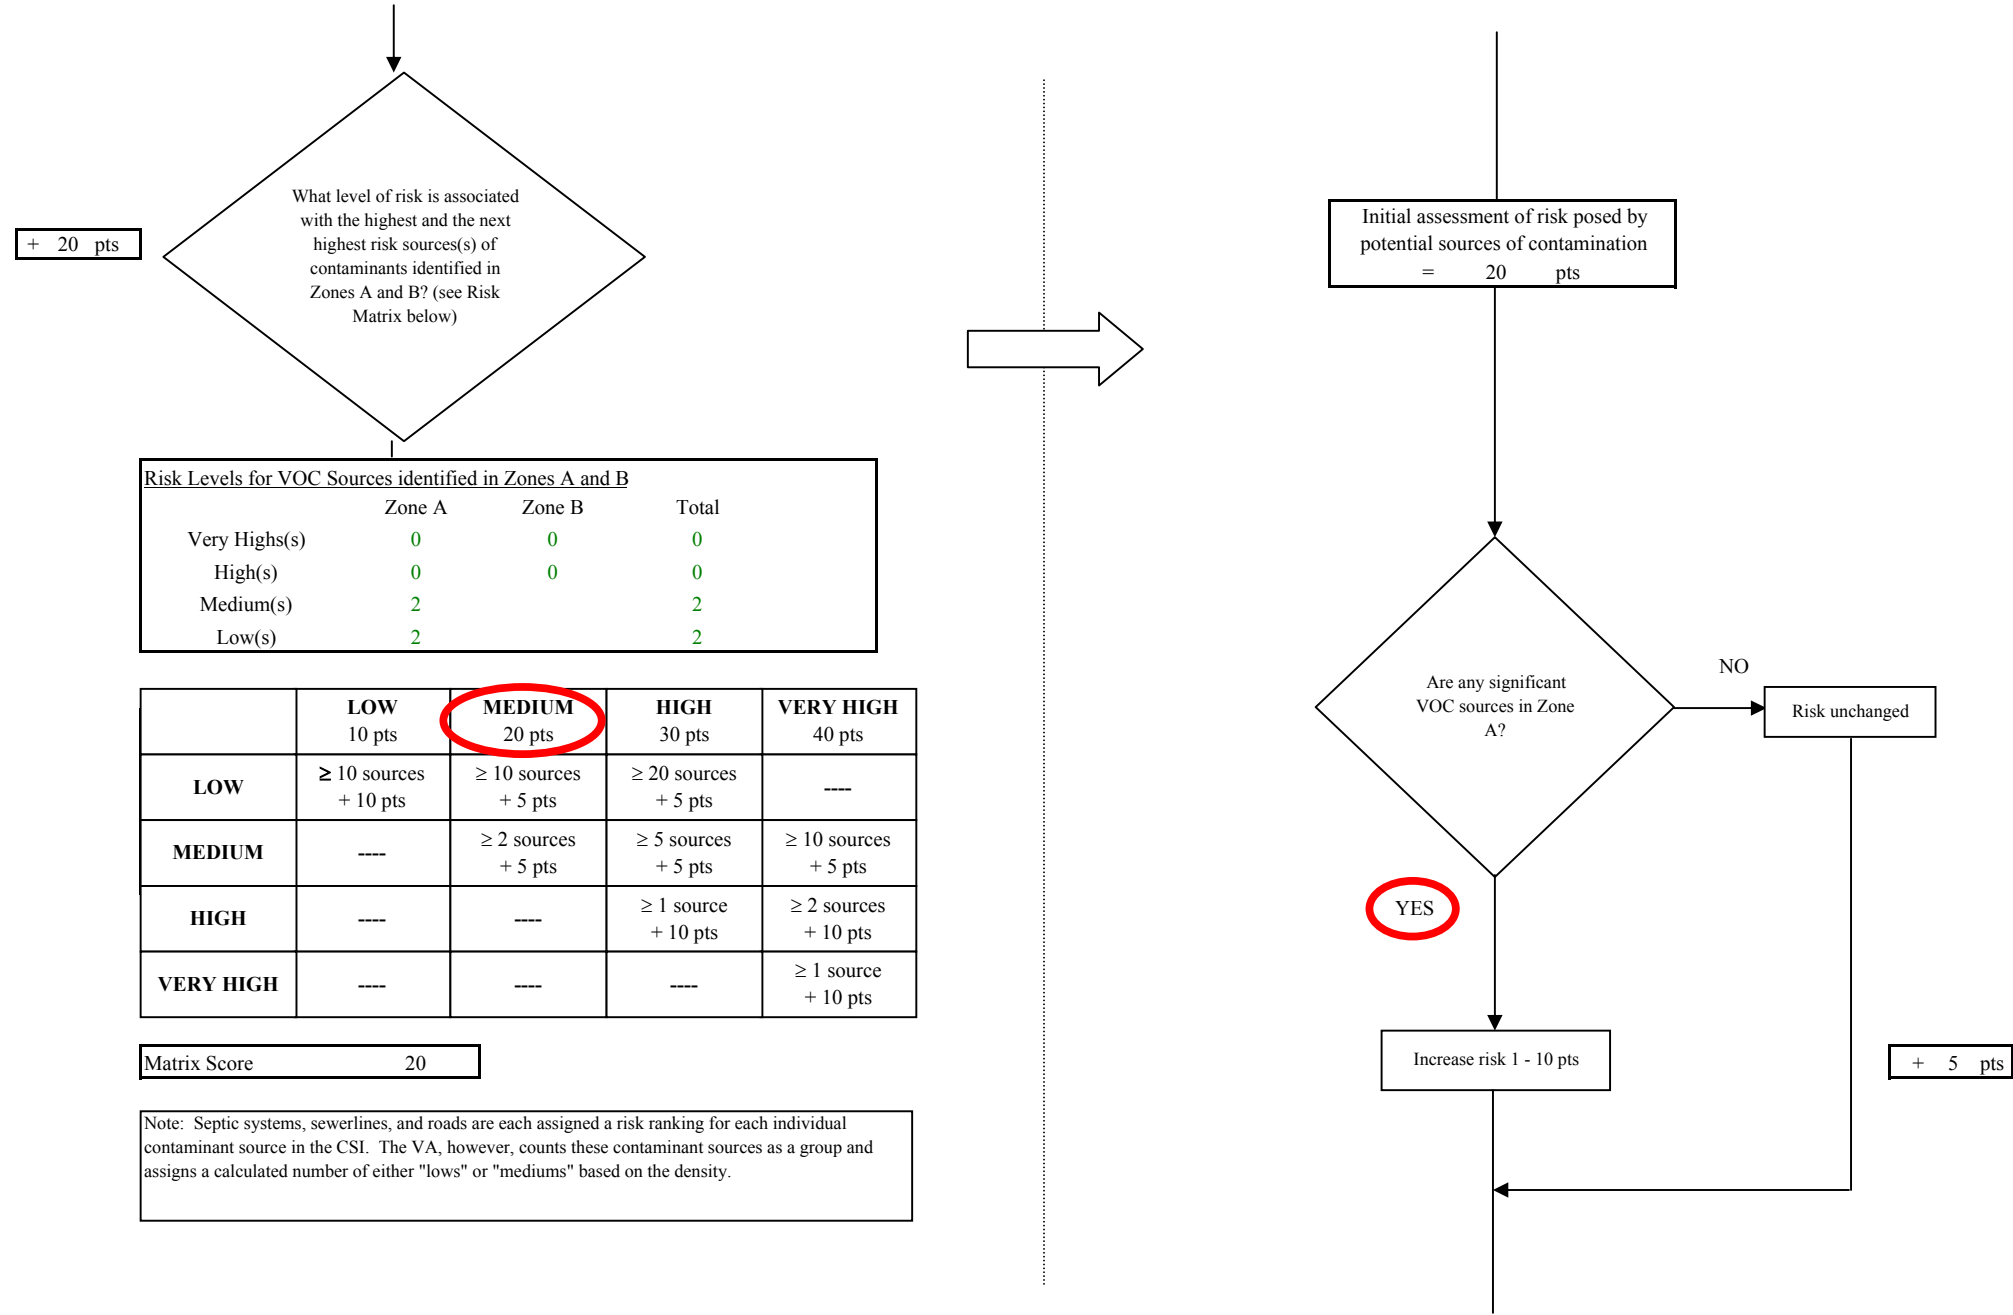 What level of risk is associated
with the highest and the next
highest risk sources(s) of
contaminants identified in
Zones A and B? (see Risk
Matrix below)
+ 20 pts
Risk Levels for VOC Sources identified in Zones A and B
Zone A Zone B Total
Very Highs(s) 0 0 0
High(s) 0 0 0
Medium(s) 2 2
Low(s) 2 2
LOW MEDIUM HIGH VERY HIGH
10 pts 20 pts 30 pts 40 pts
LOW ≥ 10 sources ≥ 10 sources ≥ 20 sources ----
+ 10 pts + 5 pts + 5 pts
MEDIUM ---- ≥ 2 sources ≥ 5 sources ≥ 10 sources
+ 5 pts + 5 pts + 5 pts
HIGH ---- ---- ≥ 1 source ≥ 2 sources
+ 10 pts + 10 pts
VERY HIGH ---- ---- ---- ≥ 1 source
+ 10 pts
Matrix Score 20
Note: Septic systems, sewerlines, and roads are each assigned a risk ranking for each individual
contaminant source in the CSI. The VA, however, counts these contaminant sources as a group and
assigns a calculated number of either "lows" or "mediums" based on the density.
Initial assessment of risk posed by
potential sources of contamination
= 20 pts
Are any significant
VOC sources in Zone
A?
NO
Risk unchanged
YES
Increase risk 1 - 10 pts
+ 5 pts